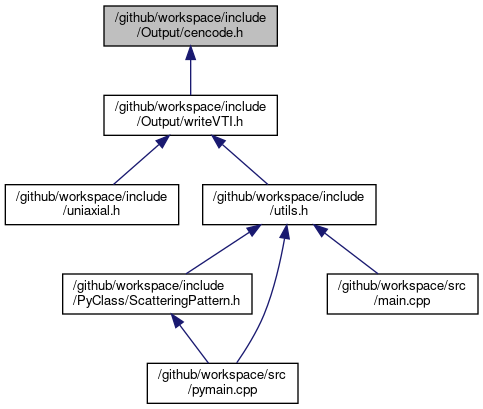 /github/workspace/include
/Output/cencode.h
/github/workspace/include
/Output/writeVTI.h
/github/workspace/include
/uniaxial.h
/github/workspace/include
/utils.h
/github/workspace/include
/PyClass/ScatteringPattern.h
/github/workspace/src
/main.cpp
/github/workspace/src
/pymain.cpp